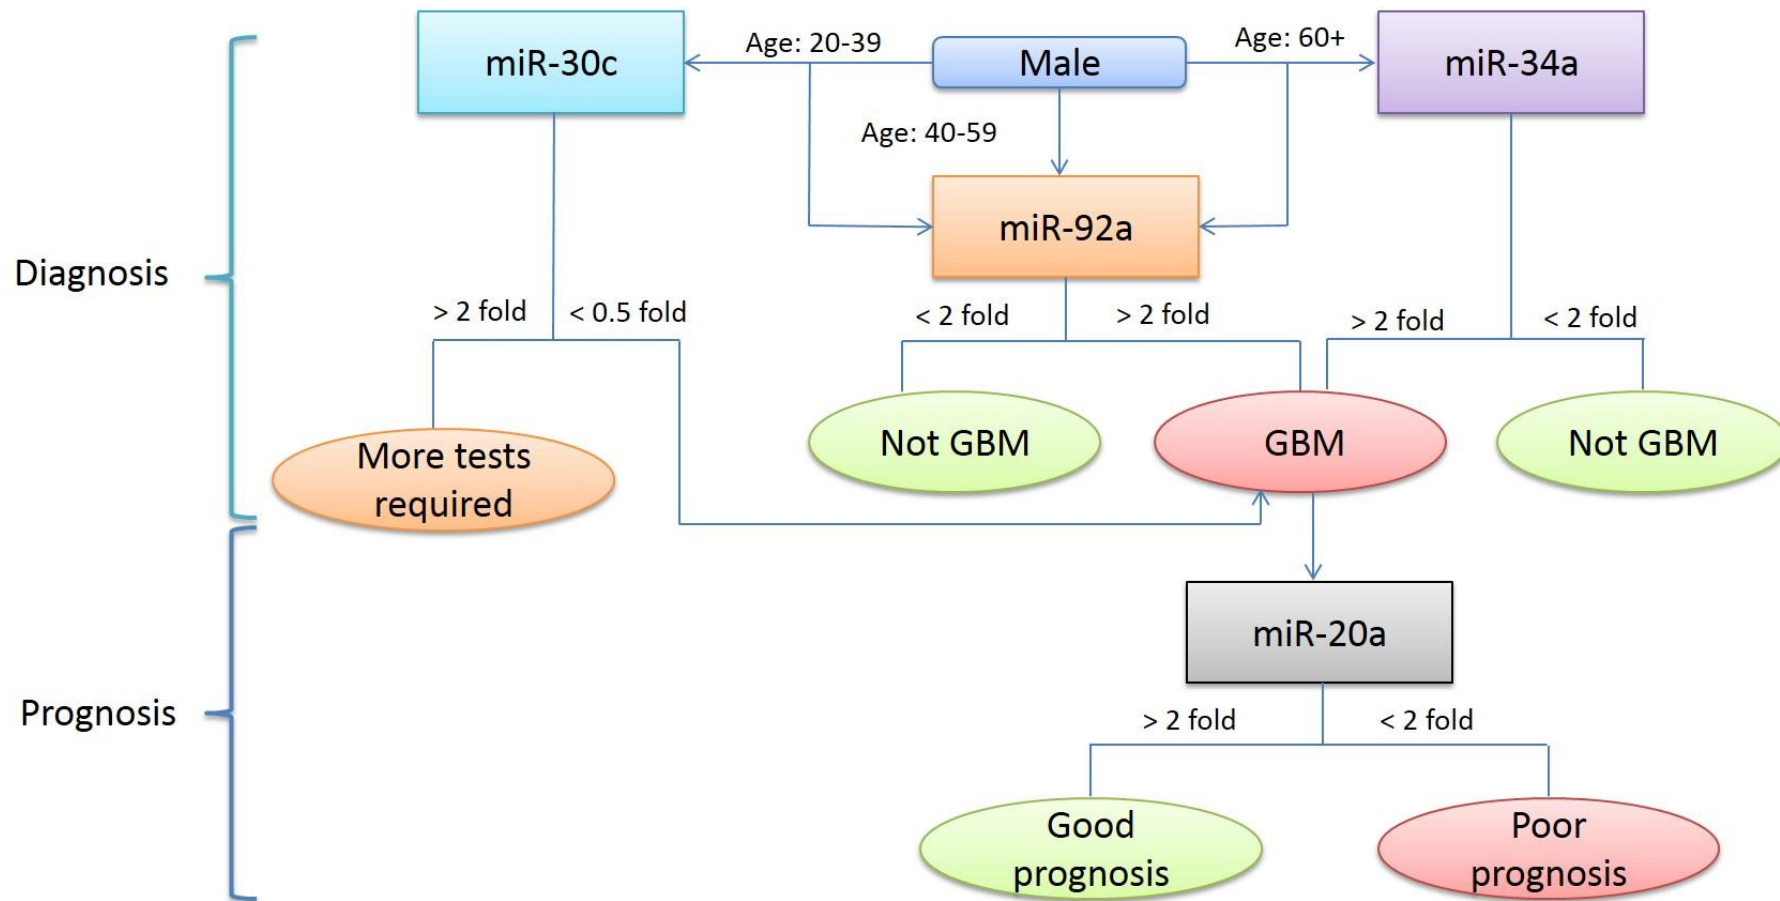 Age: 20-39
Age: 60+
miR-30c
Male
miR-34a
Age: 40-59
miR-92a
Diagnosis
> 2 fold
< 0.5 fold
< 2 fold
> 2 fold
> 2 fold
< 2 fold
More tests
required
Not GBM
GBM
Not GBM
miR-20a
Prognosis
> 2 fold
< 2 fold
Good
prognosis
Poor
prognosis